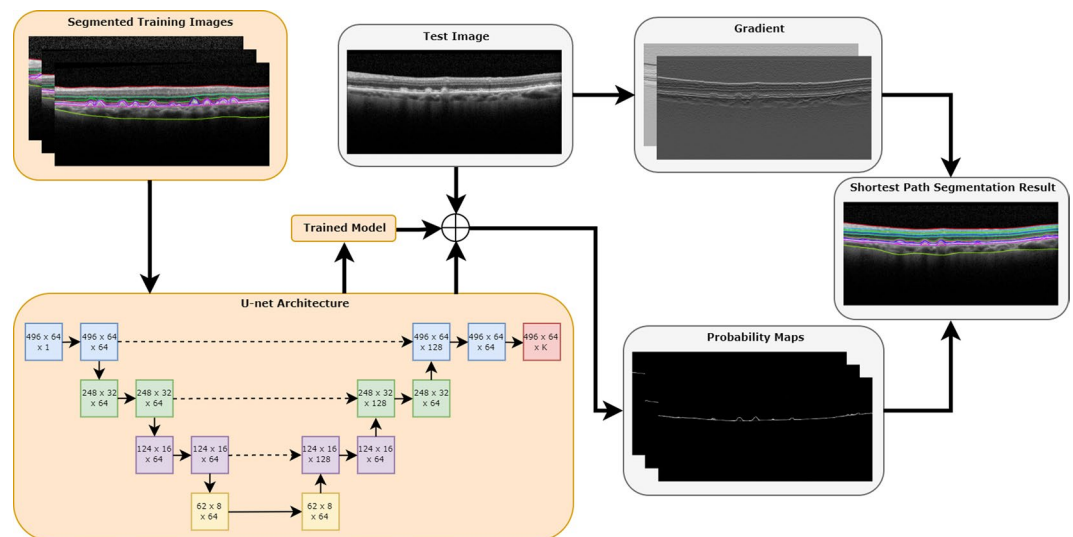 Segmented Training Images
Test Image
Gradient
Shortest Path Segmentation Result
Trained Model
U-net Architecture
496 x 64
x 1
496 x 64
x 64
496 x 64
x 128
496 x 64
x 64
496 x 64
x K
248 x 32
x 64
248 x 32
x 64
248 x 32
x 128
248 x 32
x 64
124 x 16
x 64
124 x 16
x 64
124 x 16
x 128
124 x 16
x 64
62 x 8
x 64
62 x 8
x 64
Probability Maps